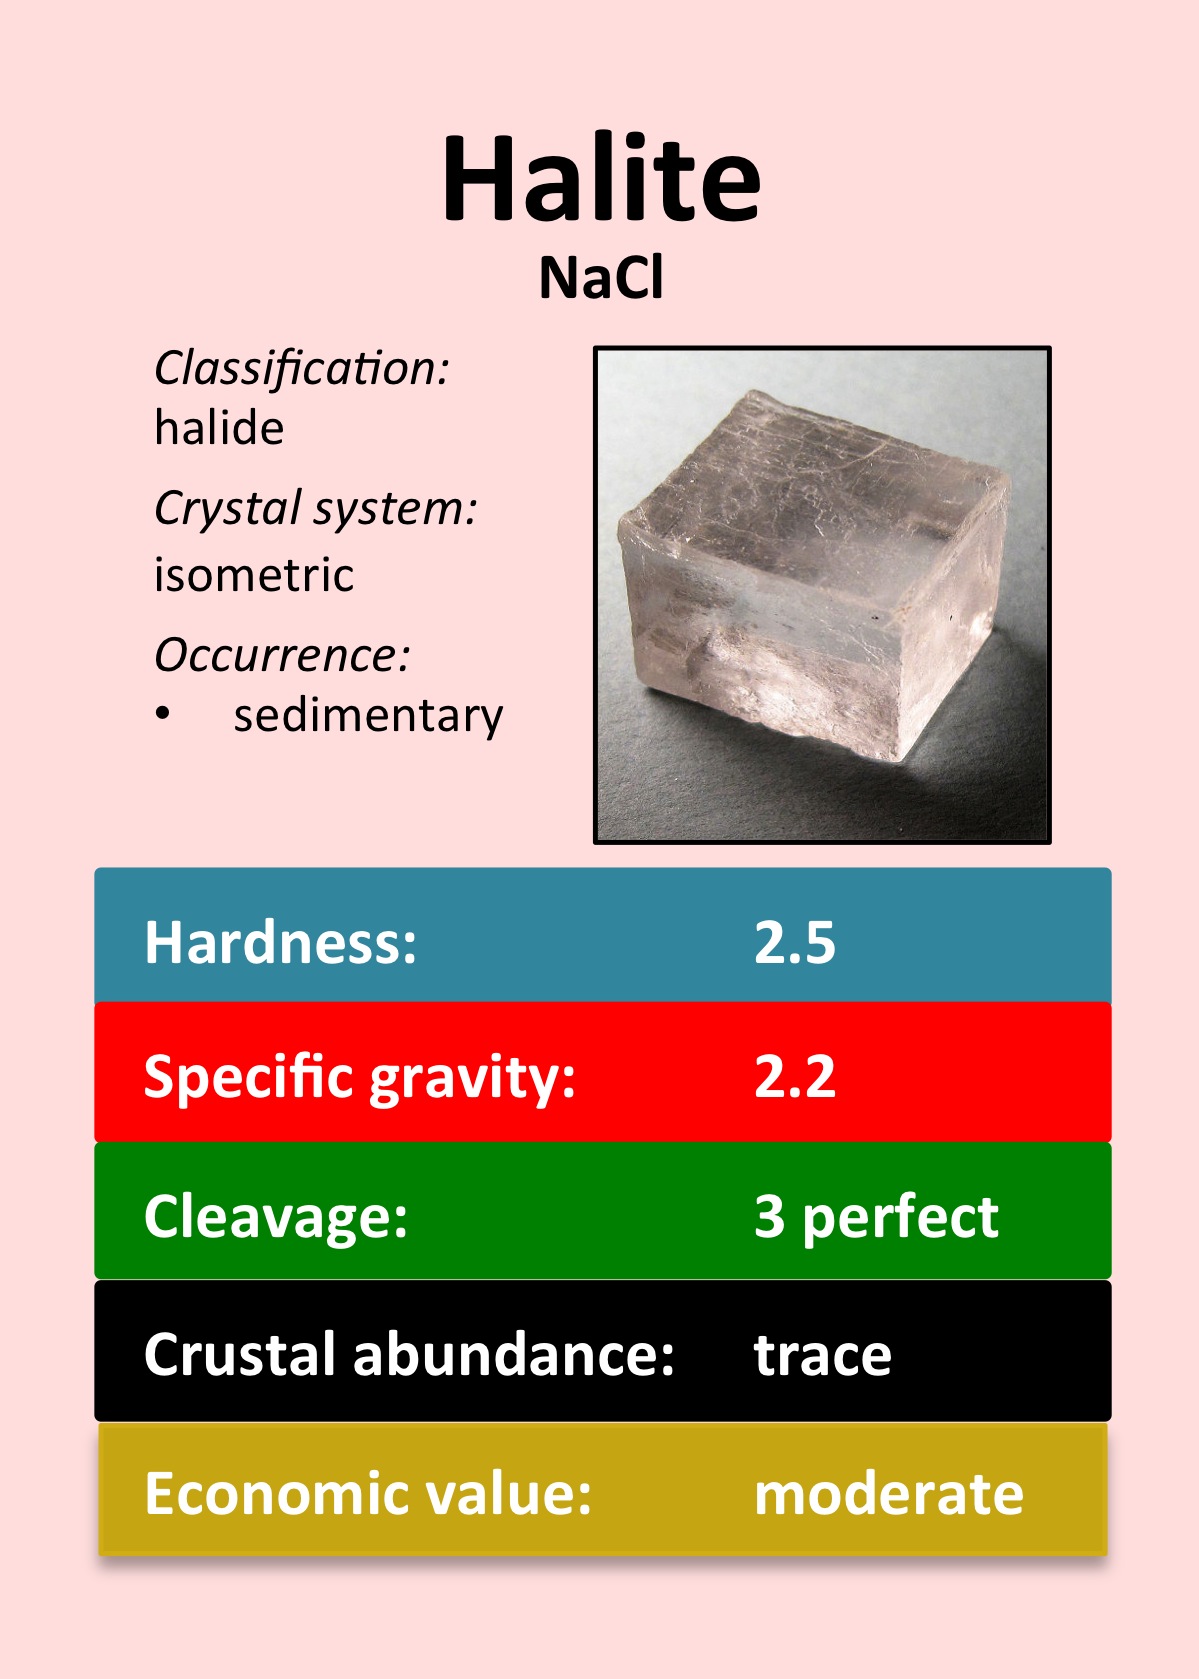 Halite
NaCl
Classification:
halide
Crystal system:
isometric
Occurrence:
• sedimentary
Hardness: 2.5
Specific gravity: 2.2
Cleavage: 3 perfect
Crustal abundance: trace
Economic value: moderate